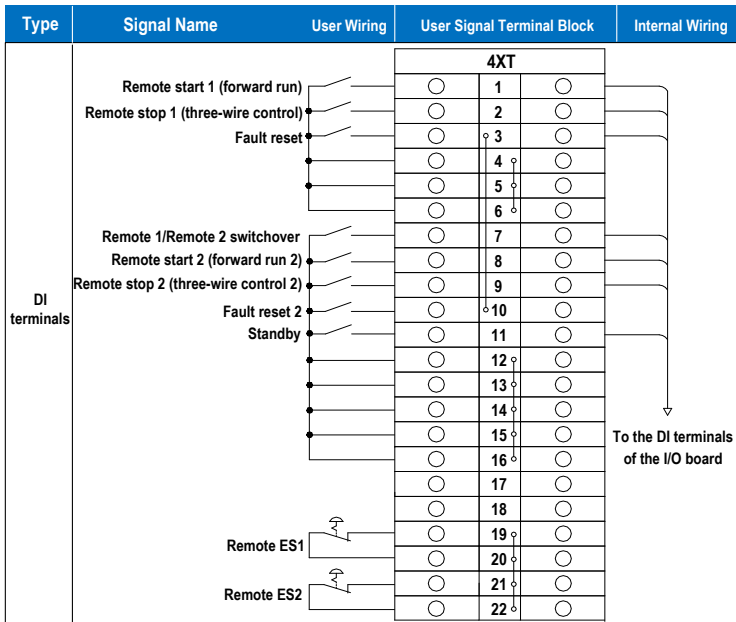 Type Signal Name User Wiring User Signal Terminal Block Internal Wiring
4XT
Remote start 1 (forward run) 1
Remote stop 1 (three-wire control) 2
Fault reset 3
4
5
6
Remote 1/Remote 2 switchover 7
Remote start 2 (forward run 2) 8
Remote stop 2 (three-wire control 2) 9
DI
terminals
Fault reset 2 10
Standby 11
12
13
14
15
16
To the DI terminals
of the I/O board
17
18
Remote ES1
19
20
Remote ES2
21
22